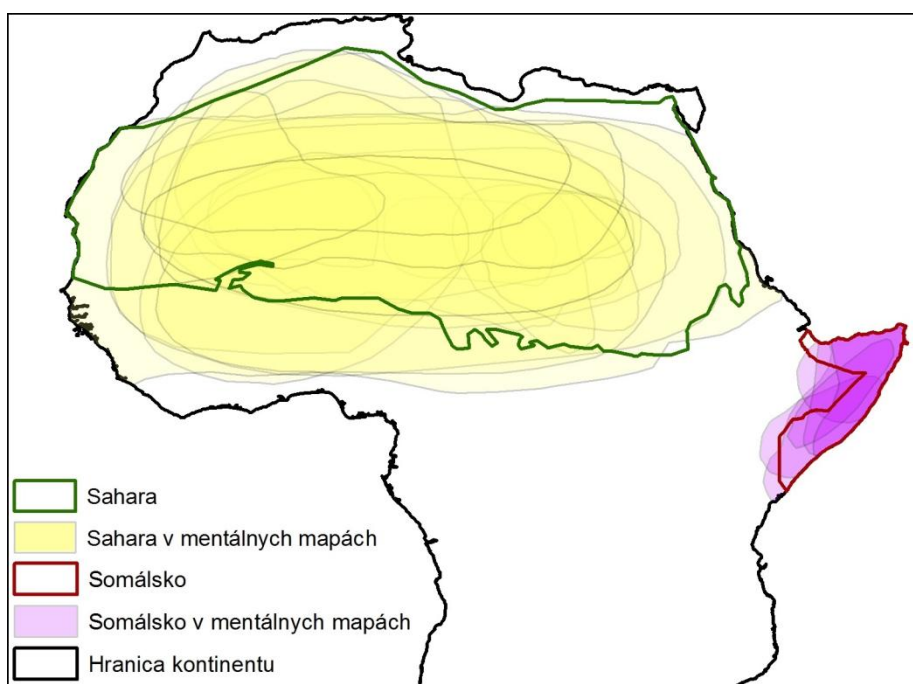 Sahara
Sahara v mentálnych mapách
Somálsko
Somálsko v mentálnych mapách
Hranica kontinentu